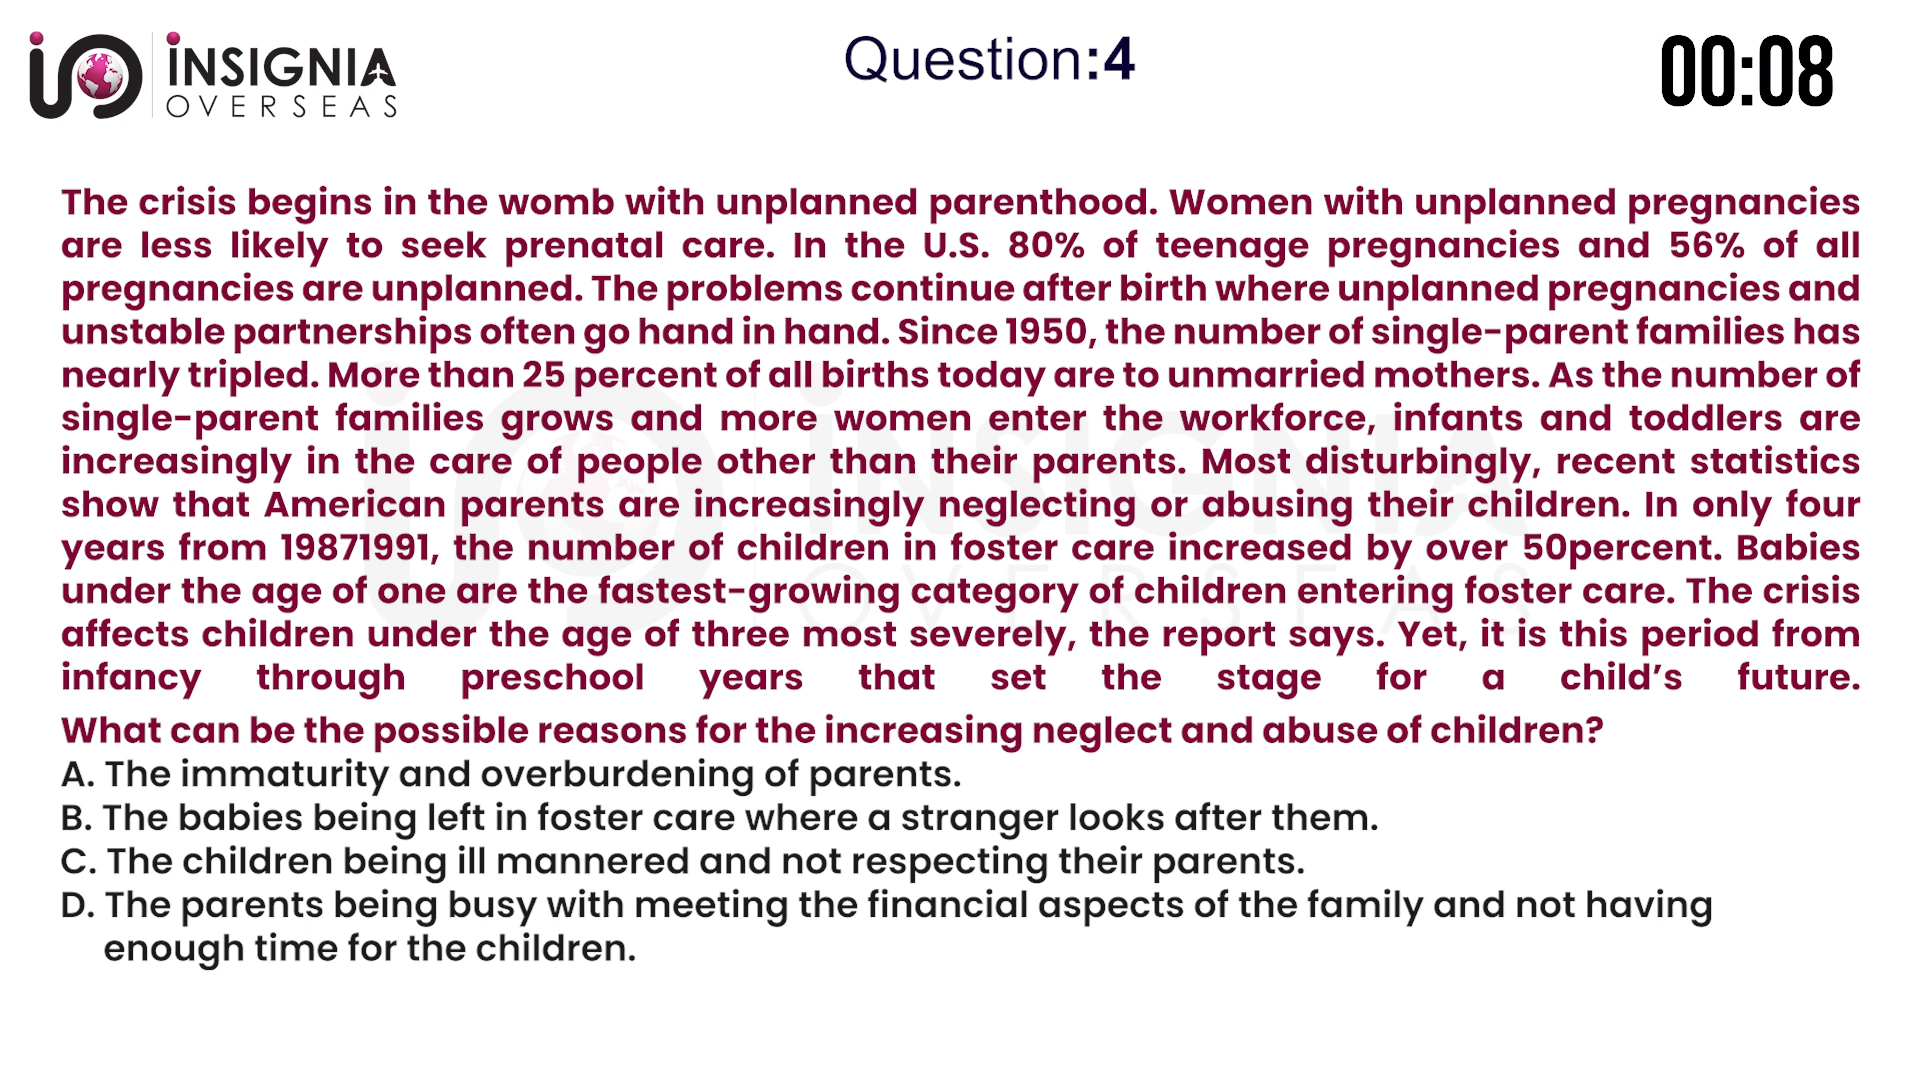 iNSIGNIA
OVERSEAS
Question:4
00:08
The crisis begins in the womb with unplanned parenthood. Women with unplanned pregnancies
are less likely to seek prenatal care. In the U.S. 80% of teenage pregnancies and 56% of all
pregnancies are unplanned. The problems continue after birth where unplanned pregnancies and
unstable partnerships often go hand in hand. Since 1950, the number of single-parent families has
nearly tripled. More than 25 percent of all births today are to unmarried mothers. As the number of
single-parent families grows and more women enter the workforce, infants and toddlers are
increasingly in the care of people other than their parents. Most disturbingly, recent statistics
show that American parents are increasingly neglecting or abusing their children. In only four
years from 19871991, the number of children in foster care increased by over 50percent. Babies
under the age of one are the fastest-growing category of children entering foster care. The crisis
affects children under the age of three most severely, the report says. Yet, it is this period from
infancy through preschool years that set the stage for a child’s future.
What can be the possible reasons for the increasing neglect and abuse of children?
A. The immaturity and overburdening of parents.
B. The babies being left in foster care where a stranger looks after them.
C. The children being ill mannered and not respecting their parents.
D. The parents being busy with meeting the financial aspects of the family and not having
enough time for the children.